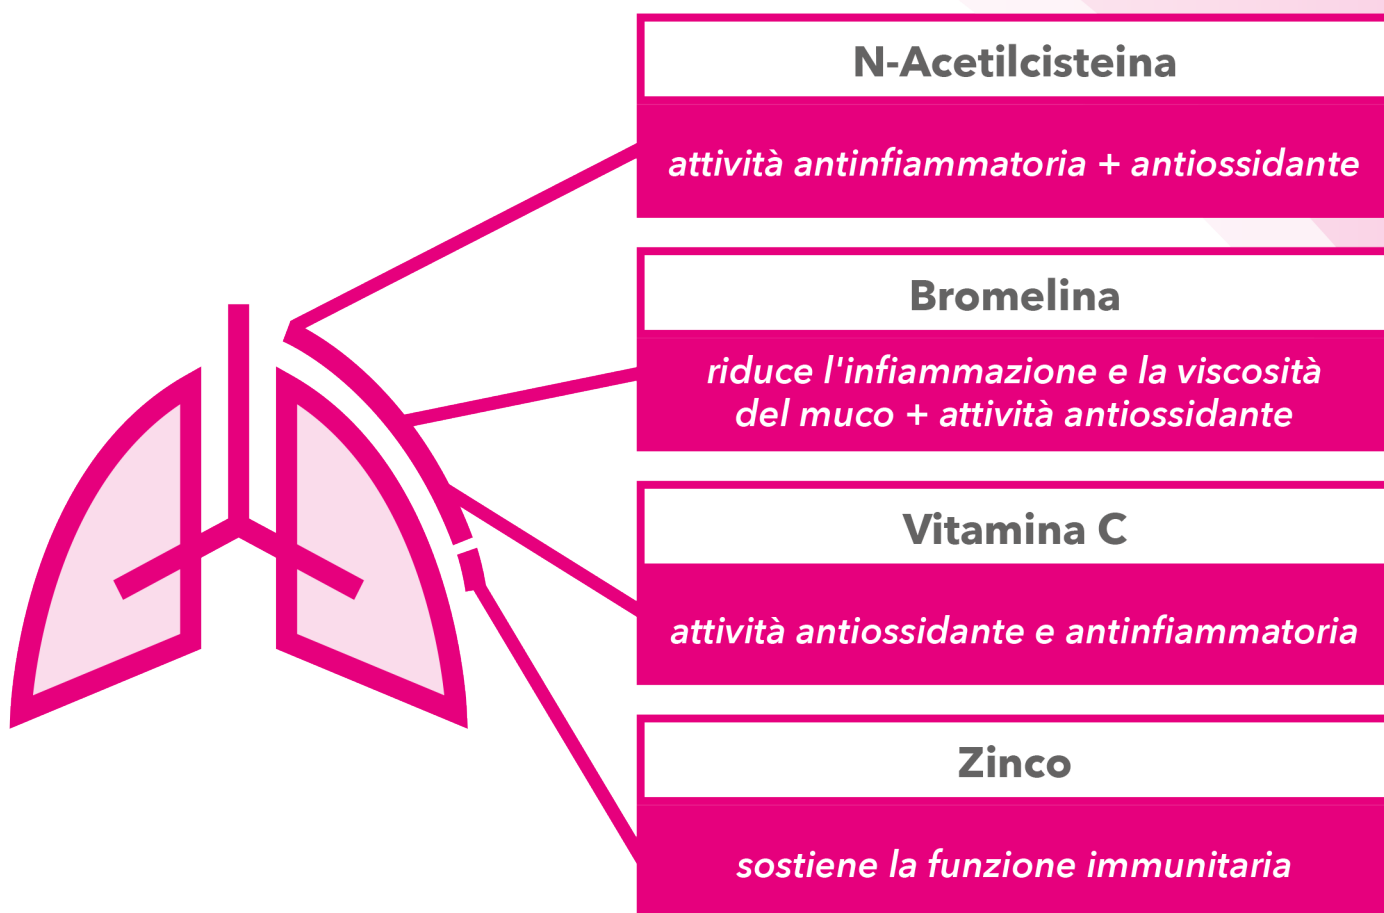 N-Acetilcisteina
attività antinfiammatoria + antiossidante
Bromelina
riduce l'infiammazione e la viscosità
del muco + attività antiossidante
Vitamina C
attività antiossidante e antinfiammatoria
Zinco
sostiene la funzione immunitaria